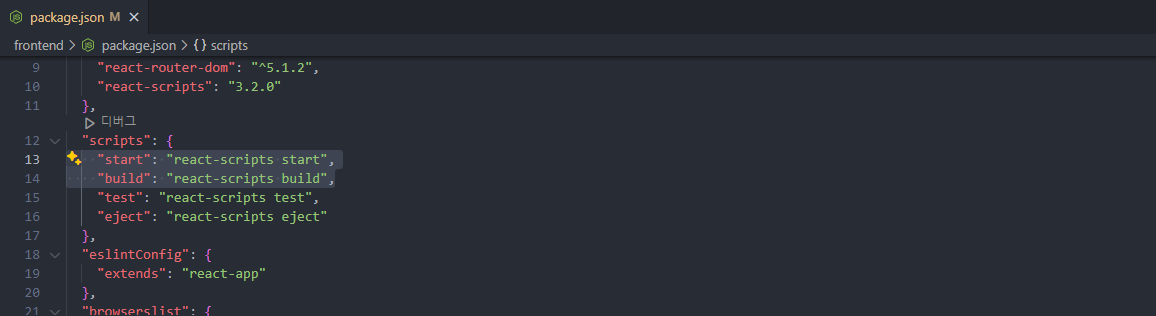 package.json M
frontend > package.json > {} scripts
9 "react-router-dom": "^5.1.2",
10 "react-scripts": "3.2.0"
11 },
디버그
12 "scripts": {
13 "start": "react-scripts start",
14 "build": "react-scripts build",
15 "test": "react-scripts test",
16 "eject": "react-scripts eject"
17 },
18 "eslintConfig": {
19 "extends": "react-app"
20 },
21 "browserslist": {